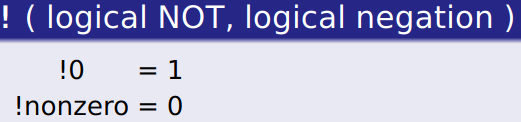 ! ( logical NOT, logical negation )
!0 = 1
!nonzero = 0